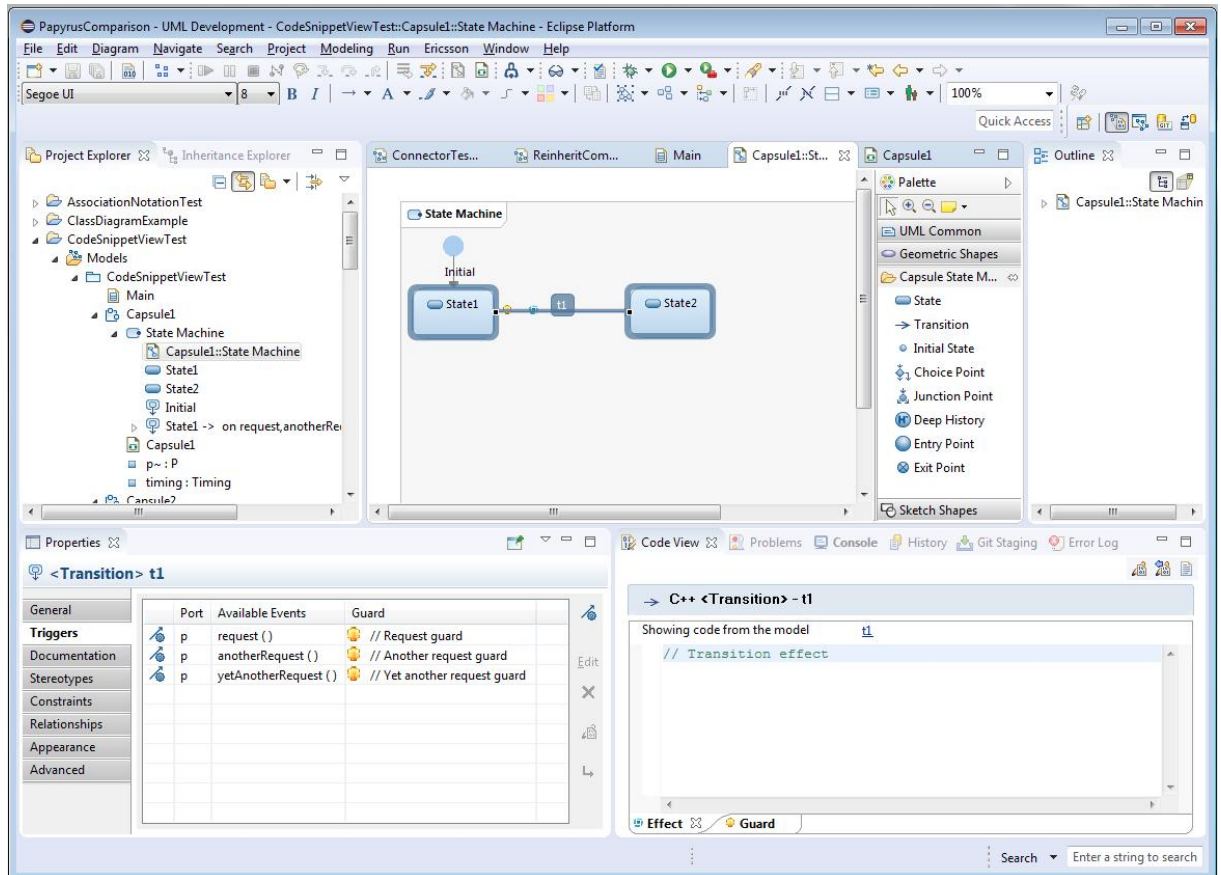 PapyrusComparison - UML Development - CodeSnippetViewTest::Capsule1::State Machine - Eclipse Platform
File Edit Diagram Navigate Search Project Modeling Run Ericsson Window Help
Segoe UI 8 B I A 100%
Quick Access
Project Explorer Inheritance Explorer
AssociationNotationTest
ClassDiagramExample
CodeSnippetViewTest
Models
CodeSnippetViewTest
Main
Capsule1
State Machine
Capsule1::State Machine
State1
State2
Initial
State1 -> on request,anotherRe
Capsule1
p~ : P
timing : Timing
Capsule2
ConnectorTes... ReinheritCom... Main Capsule1::St... Capsule1
State Machine
Initial
State1
t1
State2
Palette
UML Common
Geometric Shapes
Capsule State M...
State
Transition
Initial State
Choice Point
Junction Point
Deep History
Entry Point
Exit Point
Sketch Shapes
Outline
Capsule1::State Machin
Properties
<Transition> t1
General
Triggers
Documentation
Stereotypes
Constraints
Relationships
Appearance
Advanced
Port Available Events Guard
p request ( ) // Request guard
p anotherRequest ( ) // Another request guard
p yetAnotherRequest ( ) // Yet another request guard
Edit
Code View Problems Console History Git Staging Error Log
C++ <Transition> - t1
Showing code from the model t1
// Transition effect
Effect Guard
Search Enter a string to search